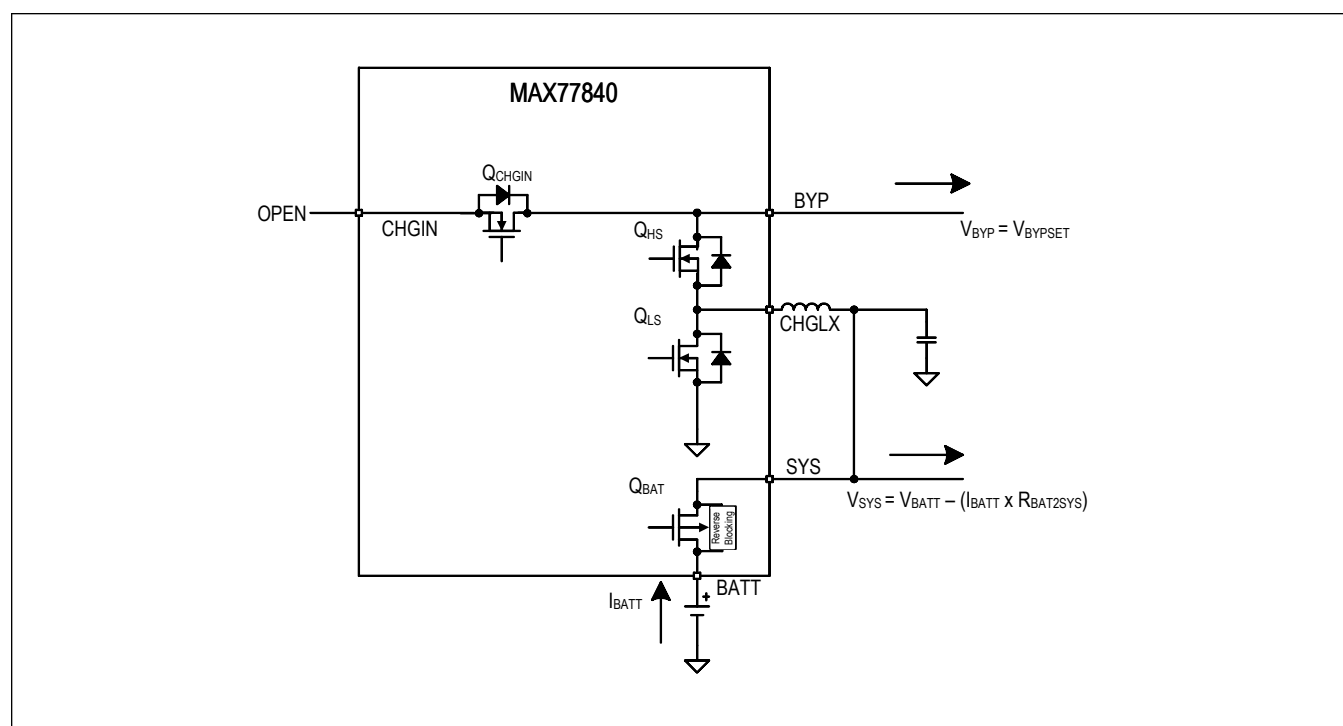 MAX77840
QCHGIN
OPEN
CHGIN
BYP
VBYP = VBYPSET
QHS
QLS
CHGLX
SYS
QBAT
Reverse
Blocking
VSYS = VBATT – (IBATT x RBAT2SYS)
BATT
IBATT
+